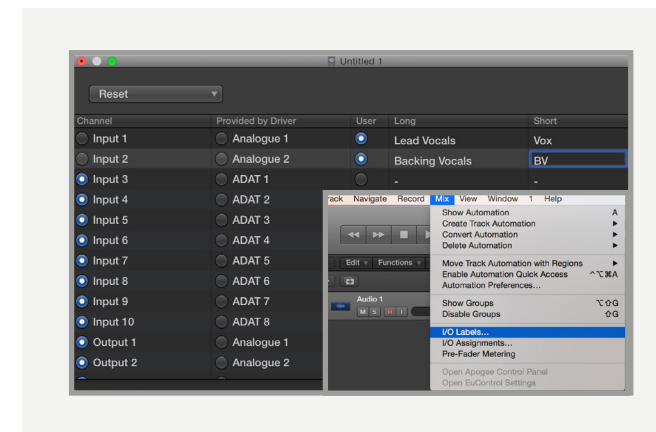 Untitled 1
Reset
Channel Provided by Driver User Long Short
Input 1 Analogue 1 Lead Vocals Vox
Input 2 Analogue 2 Backing Vocals BV
Input 3 ADAT 1 - -
Input 4 ADAT 2
Input 5 ADAT 3
Input 6 ADAT 4
Input 7 ADAT 5
Input 8 ADAT 6
Input 9 ADAT 7
Input 10 ADAT 8
Output 1 Analogue 1
Output 2 Analogue 2
rack Navigate Record Mix View Window 1 Help
Show Automation A
Create Track Automation
Convert Automation
Delete Automation
Move Track Automation with Regions
Enable Automation Quick Access ^⌥⌘A
Automation Preferences...
Show Groups ⌥⇧G
Disable Groups ⇧G
I/O Labels...
I/O Assignments...
Pre-Fader Metering
Open Apogee Control Panel
Open EuControl Settings
Edit Functions
Audio 1
M S R I